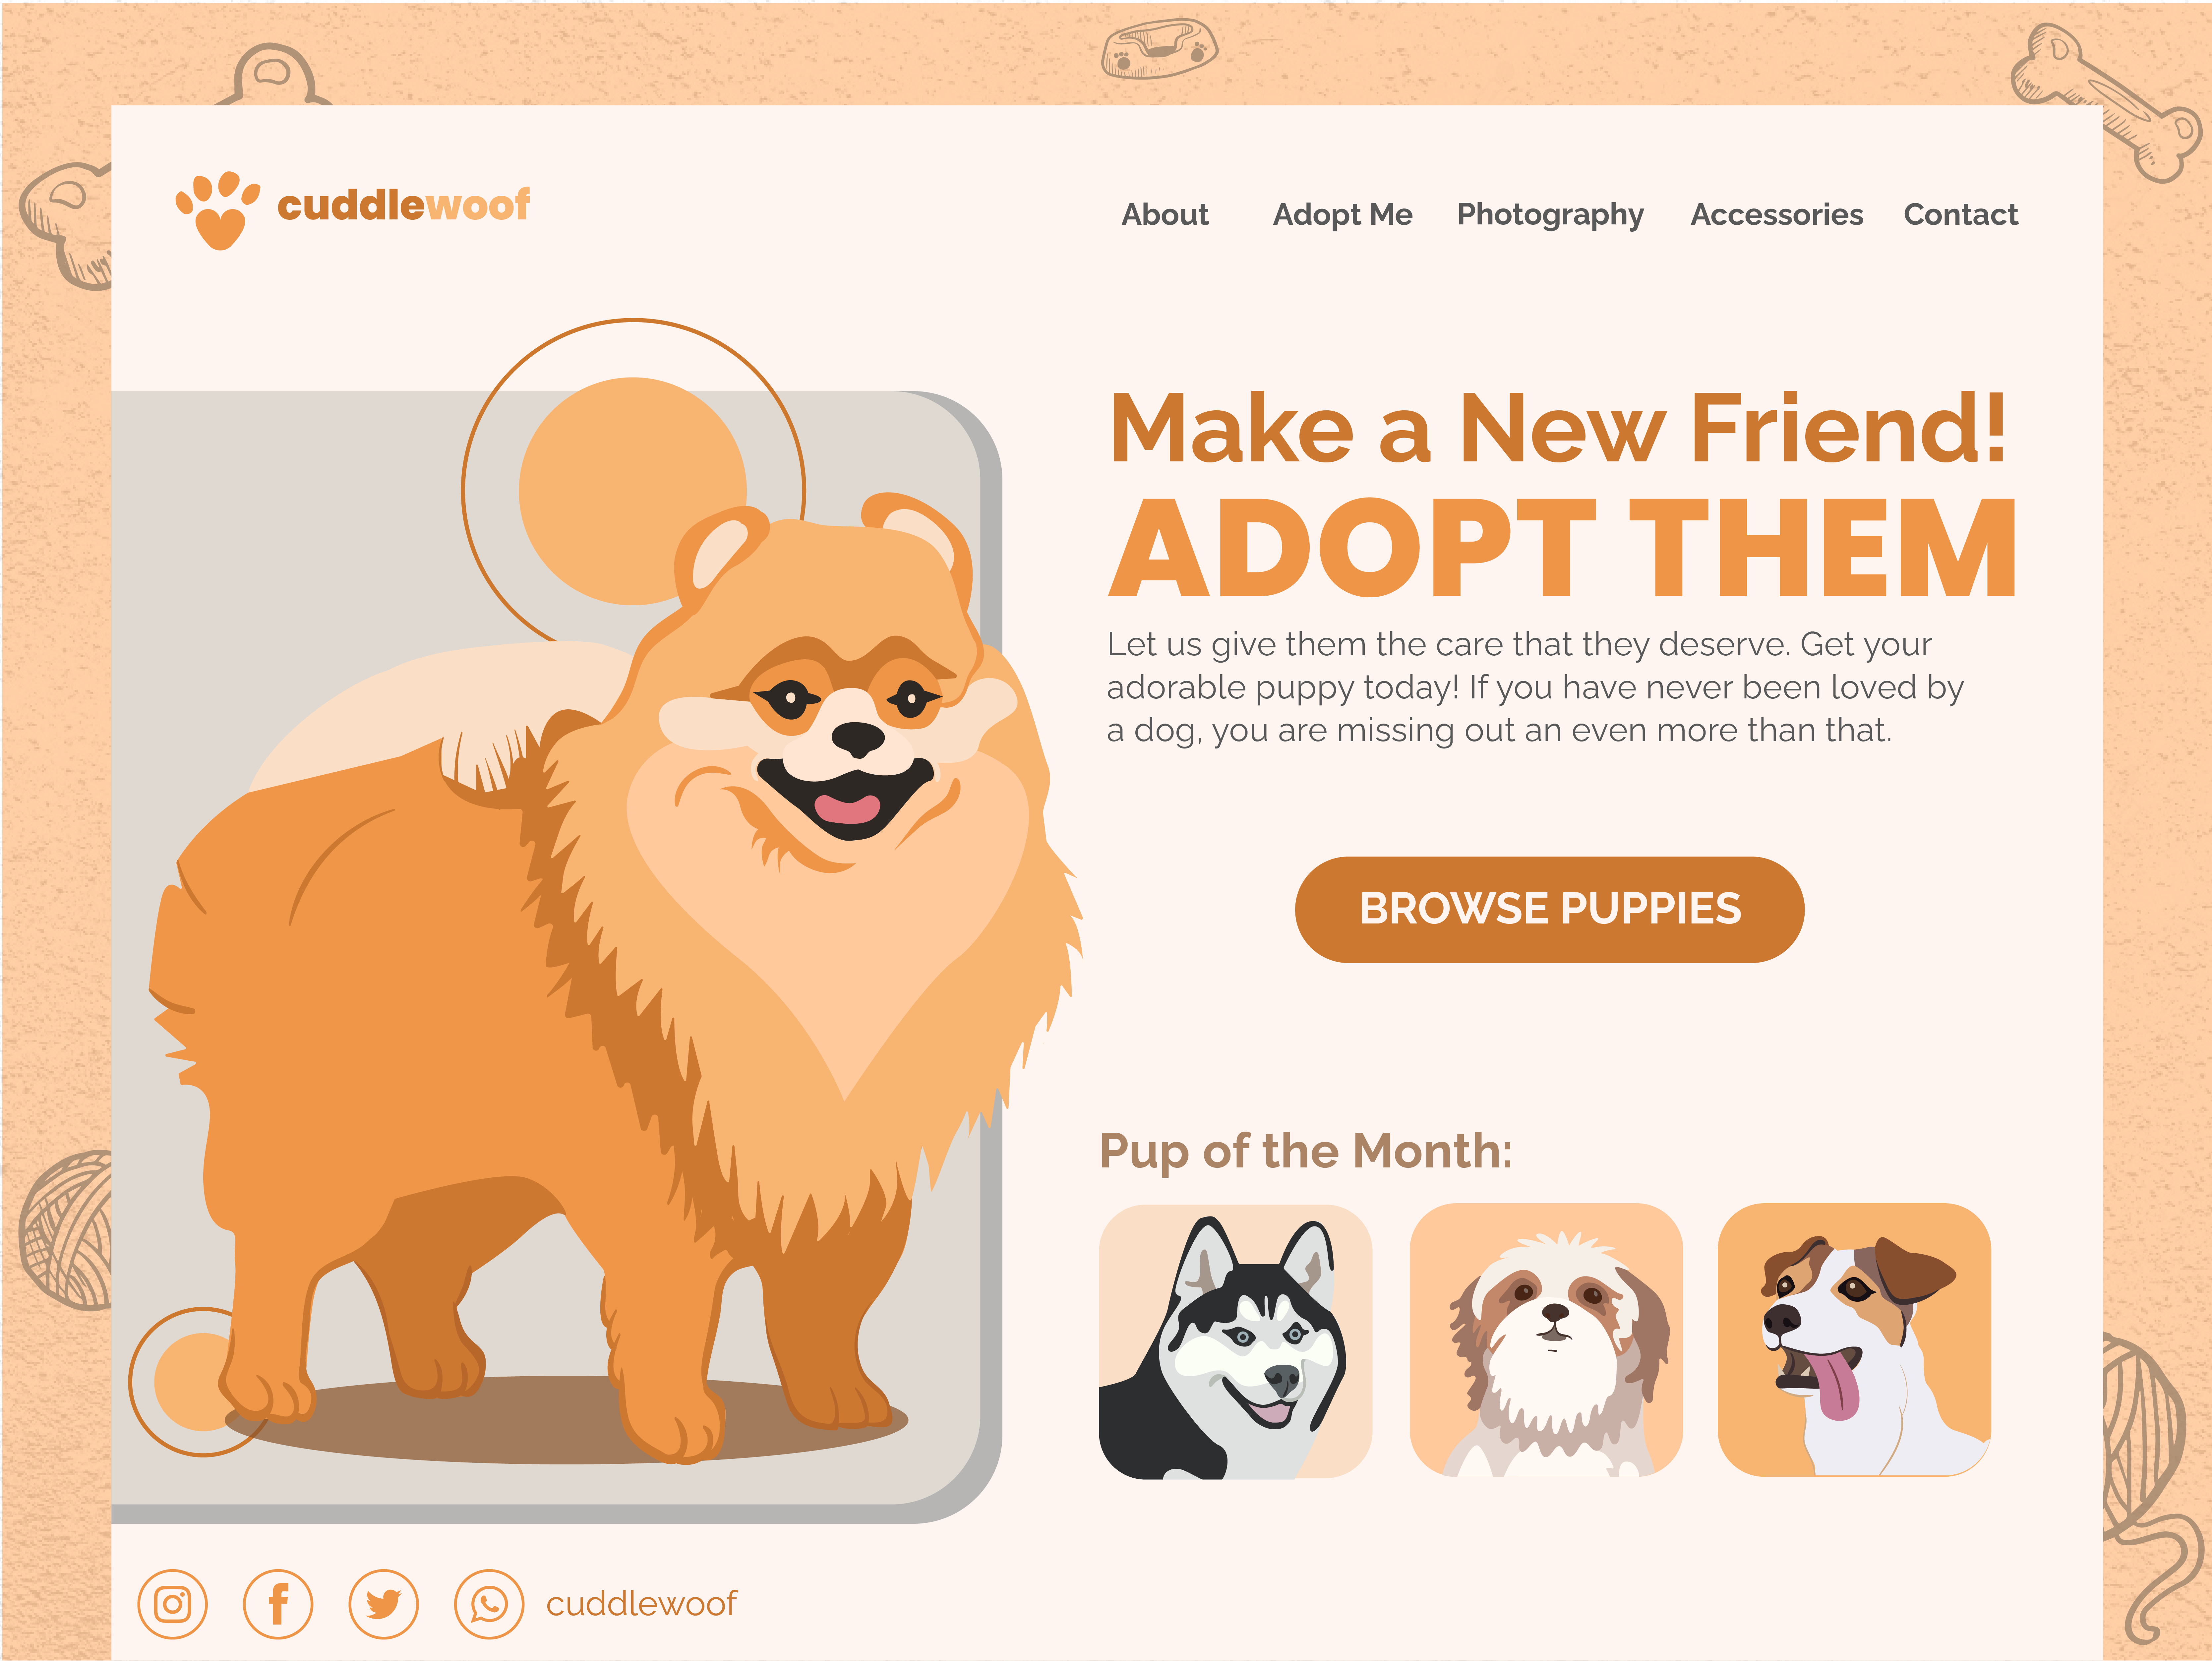 cuddlewoof
About Adopt Me Photography Accessories Contact
Make a New Friend!
ADOPT THEM
Let us give them the care that they deserve. Get your
adorable puppy today! If you have never been loved by
a dog, you are missing out an even more than that.
BROWSE PUPPIES
Pup of the Month:
cuddlewoof